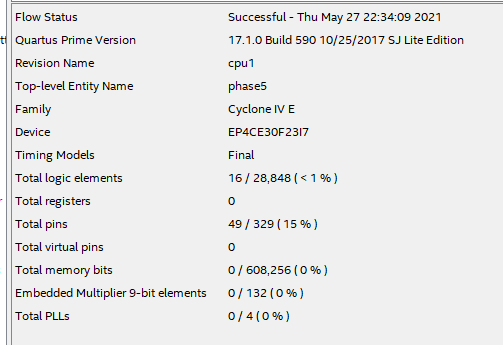 Flow Status Successful - Thu May 27 22:34:09 2021
Quartus Prime Version 17.1.0 Build 590 10/25/2017 SJ Lite Edition
Revision Name cpu1
Top-level Entity Name phase5
Family Cyclone IV E
Device EP4CE30F23I7
Timing Models Final
Total logic elements 16 / 28,848 ( < 1 % )
Total registers 0
Total pins 49 / 329 ( 15 % )
Total virtual pins 0
Total memory bits 0 / 608,256 ( 0 % )
Embedded Multiplier 9-bit elements 0 / 132 ( 0 % )
Total PLLs 0 / 4 ( 0 % )